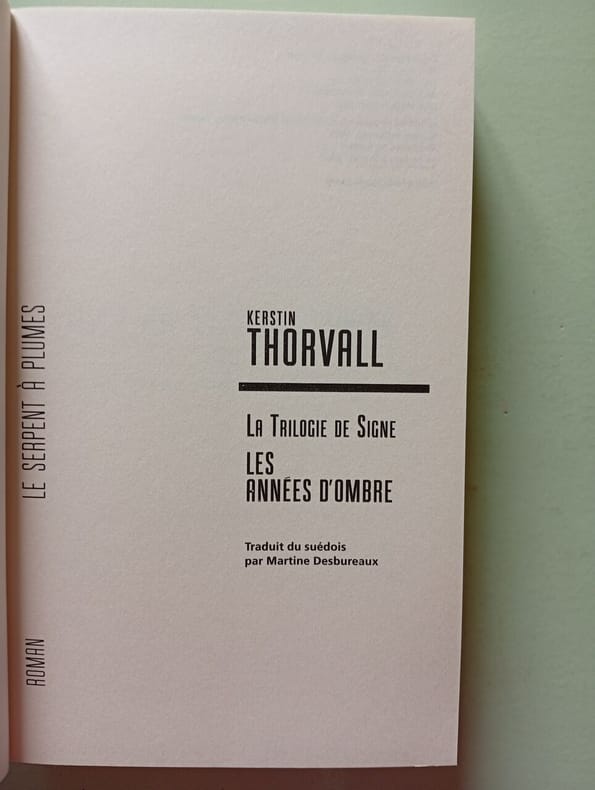 KERSTIN
THORVALL
LA TRILOGIE DE SIGNE
LES
ANNÉES D'OMBRE
Traduit du suédois
par Martine Desbureaux
LE SERPENT À PLUMES
ROMAN